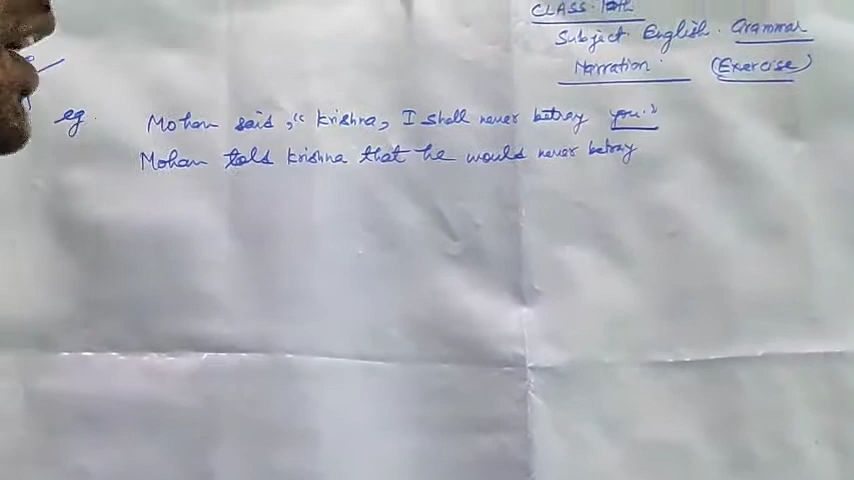 CLASS. 10th
Subject English. Grammar
Narration. (Exercise)
eg. Mohan said, "krishna, I shall never betray you."
Mohan told krishna that he would never betray